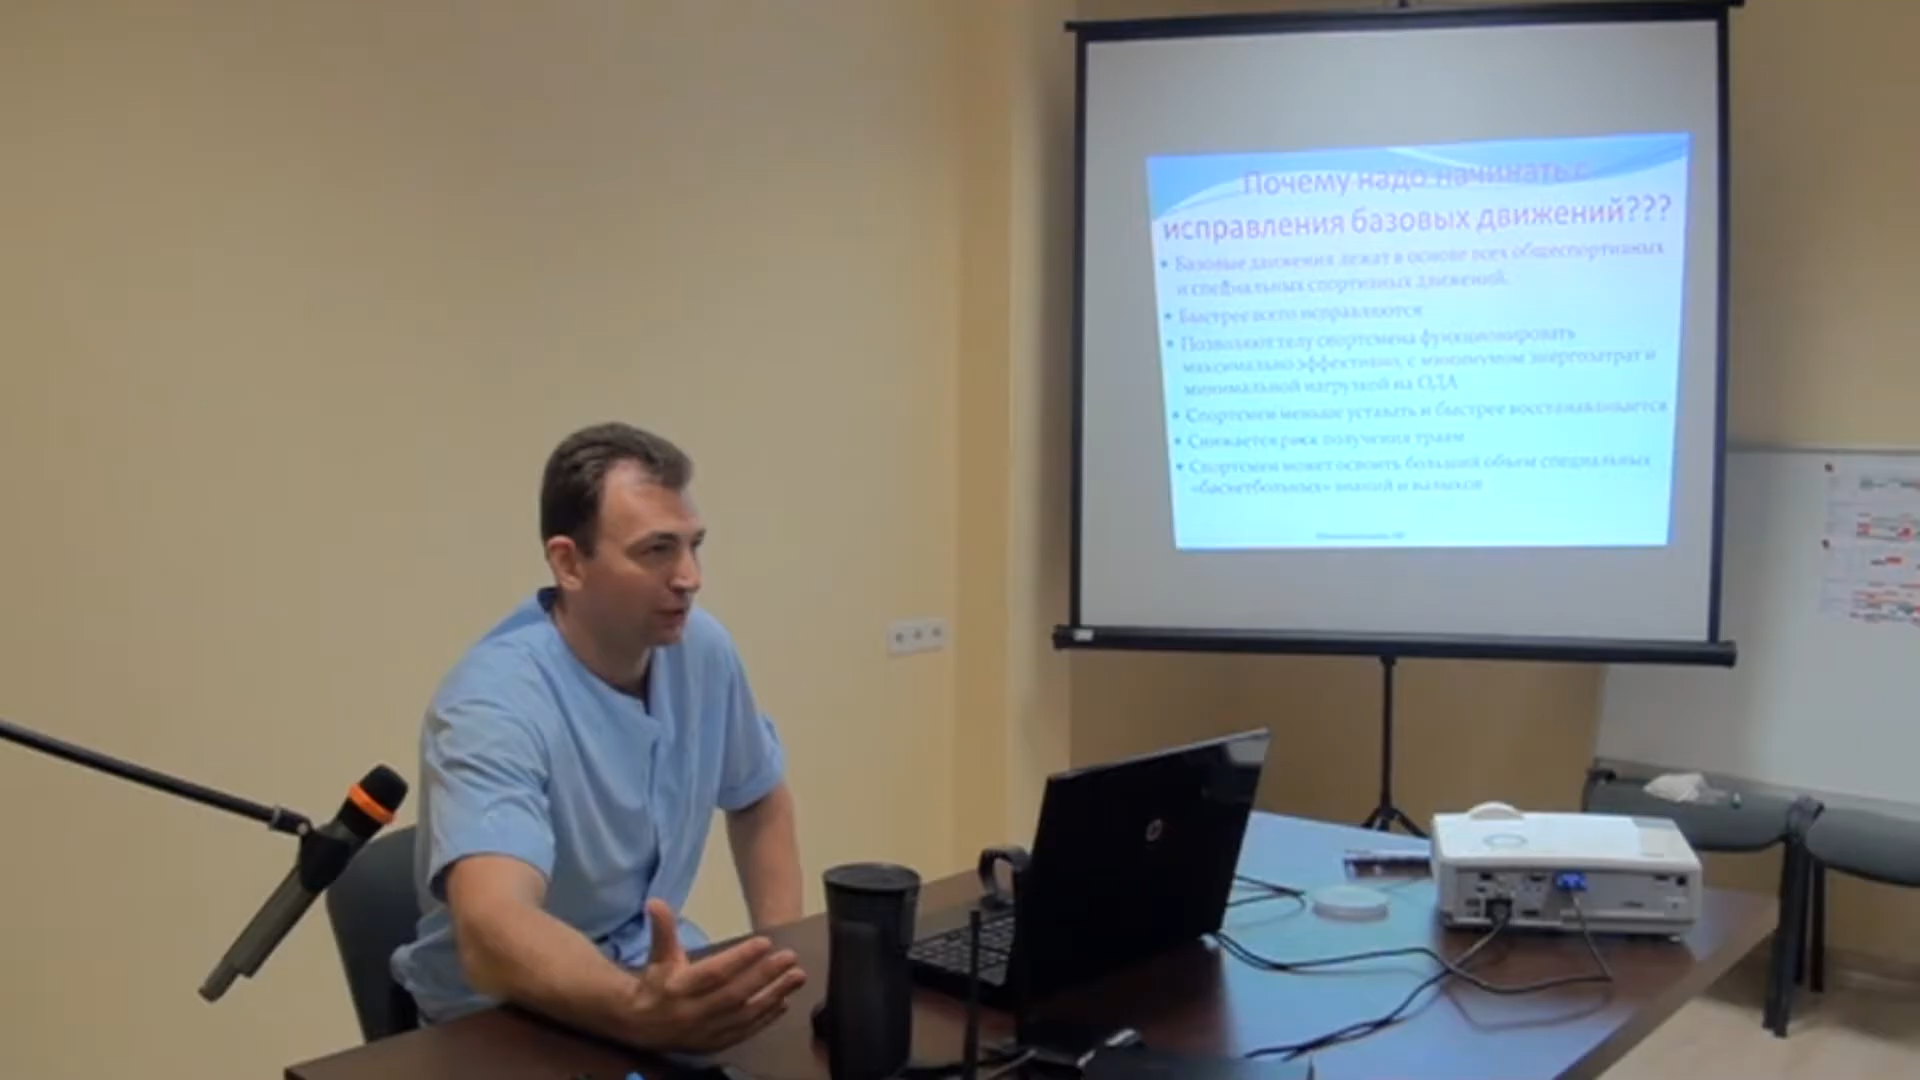 Почему надо начинать с
исправления базовых движений???
• Базовые движения лежат в основе всех общеспортивных
и специальных спортивных движений.
• Быстрее всего исправляются
• Позволяют телу спортсмена функционировать
максимально эффективно, с минимумом энергозатрат и
минимальной нагрузкой на ОДА
• Спортсмен меньше устает и быстрее восстанавливается
• Снижается риск получения травм
• Спортсмен может освоить больший объем специальных
«баскетбольных» знаний и навыков
hp